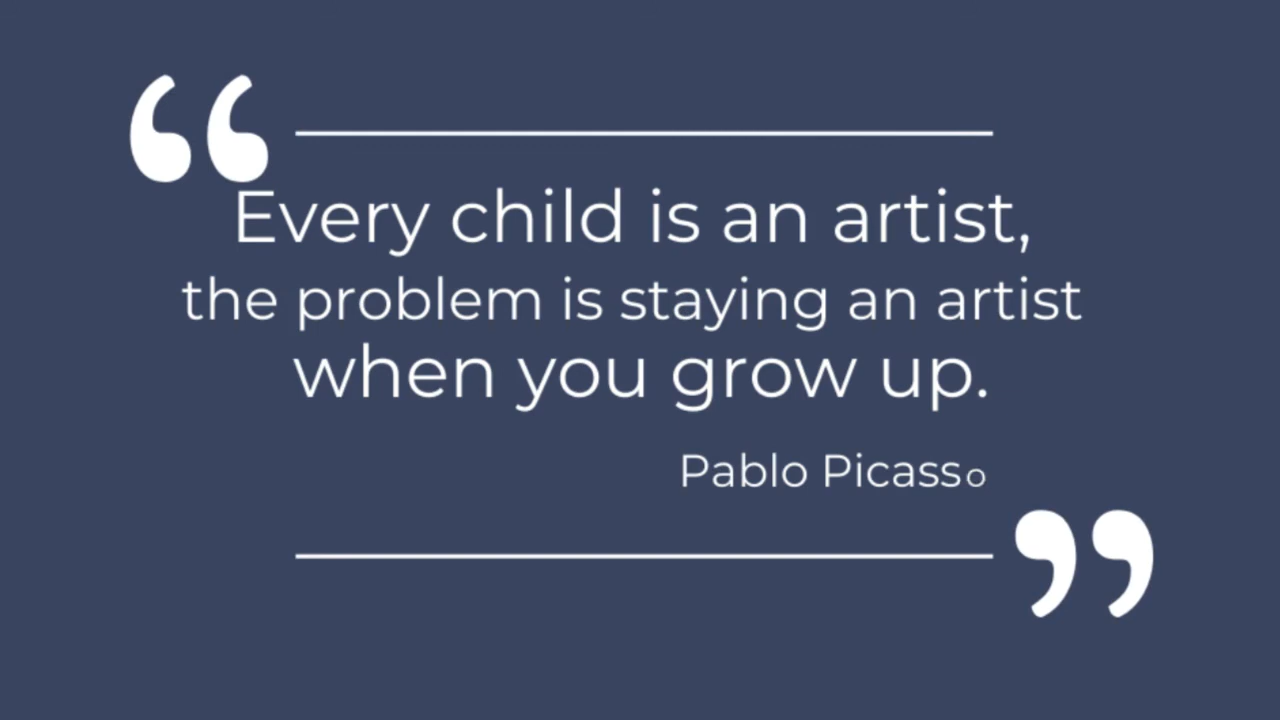 “
Every child is an artist,
the problem is staying an artist
when you grow up.
Pablo Picasso
”